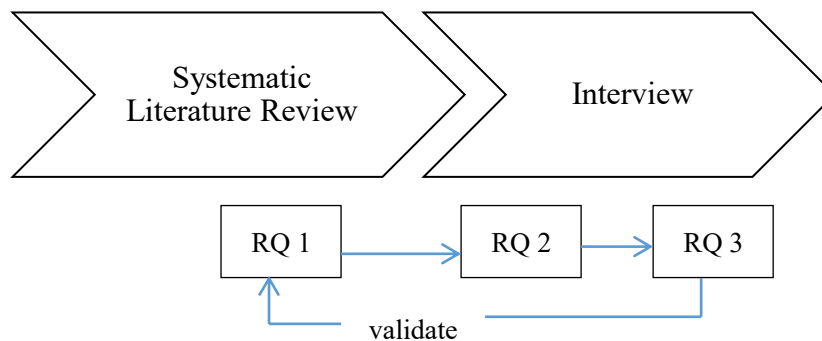 Systematic
Literature Review
Interview
RQ 1
RQ 2
RQ 3
validate